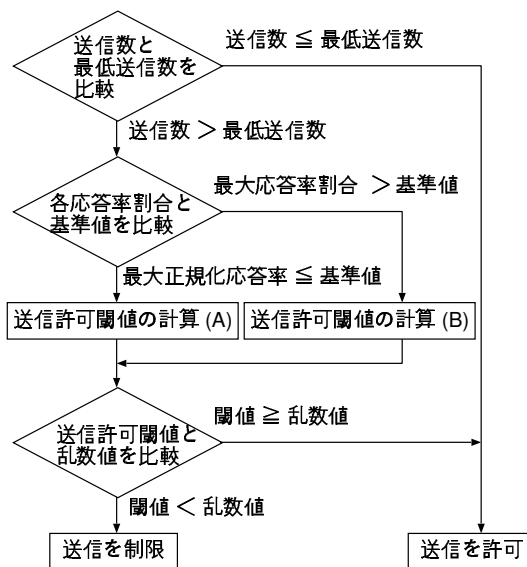 送信数と
最低送信数を
比較
送信数 ≦ 最低送信数
送信数 > 最低送信数
各応答率割合と
基準値を比較
最大応答率割合 > 基準値
最大正規化応答率 ≦ 基準値
送信許可閾値の計算 (A)
送信許可閾値の計算 (B)
送信許可閾値と
乱数値を比較
閾値 ≧ 乱数値
閾値 < 乱数値
送信を制限
送信を許可